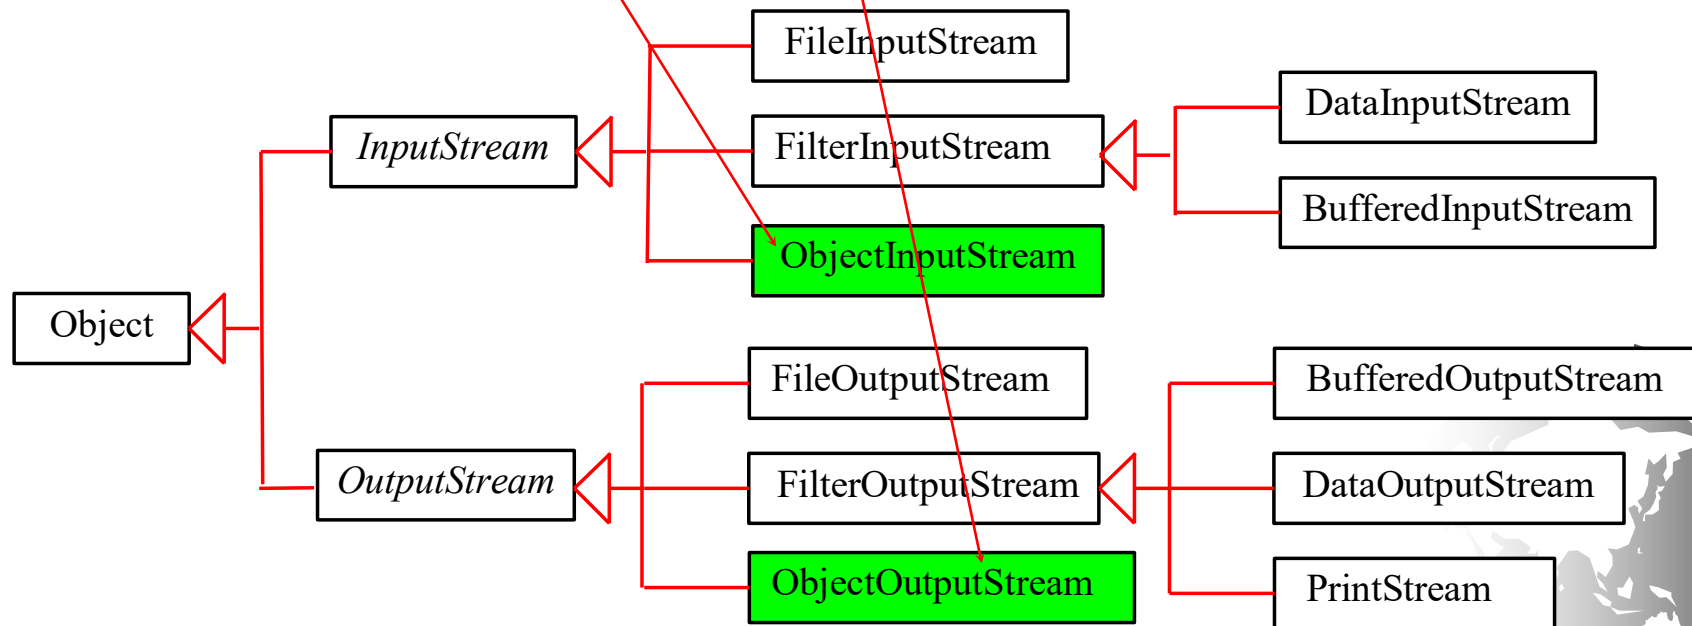 FileInputStream
DataInputStream
InputStream
FilterInputStream
BufferedInputStream
ObjectInputStream
Object
FileOutputStream
BufferedOutputStream
OutputStream
FilterOutputStream
DataOutputStream
ObjectOutputStream
PrintStream